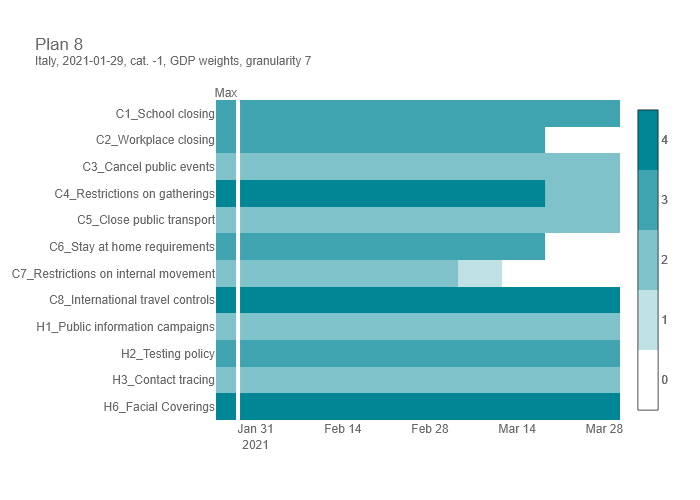 Plan 8
Italy, 2021-01-29, cat. -1, GDP weights, granularity 7
Max
C1_School closing
C2_Workplace closing
C3_Cancel public events
C4_Restrictions on gatherings
C5_Close public transport
C6_Stay at home requirements
C7_Restrictions on internal movement
C8_International travel controls
H1_Public information campaigns
H2_Testing policy
H3_Contact tracing
H6_Facial Coverings
Jan 31 Feb 14 Feb 28 Mar 14 Mar 28
2021
4
3
2
1
0